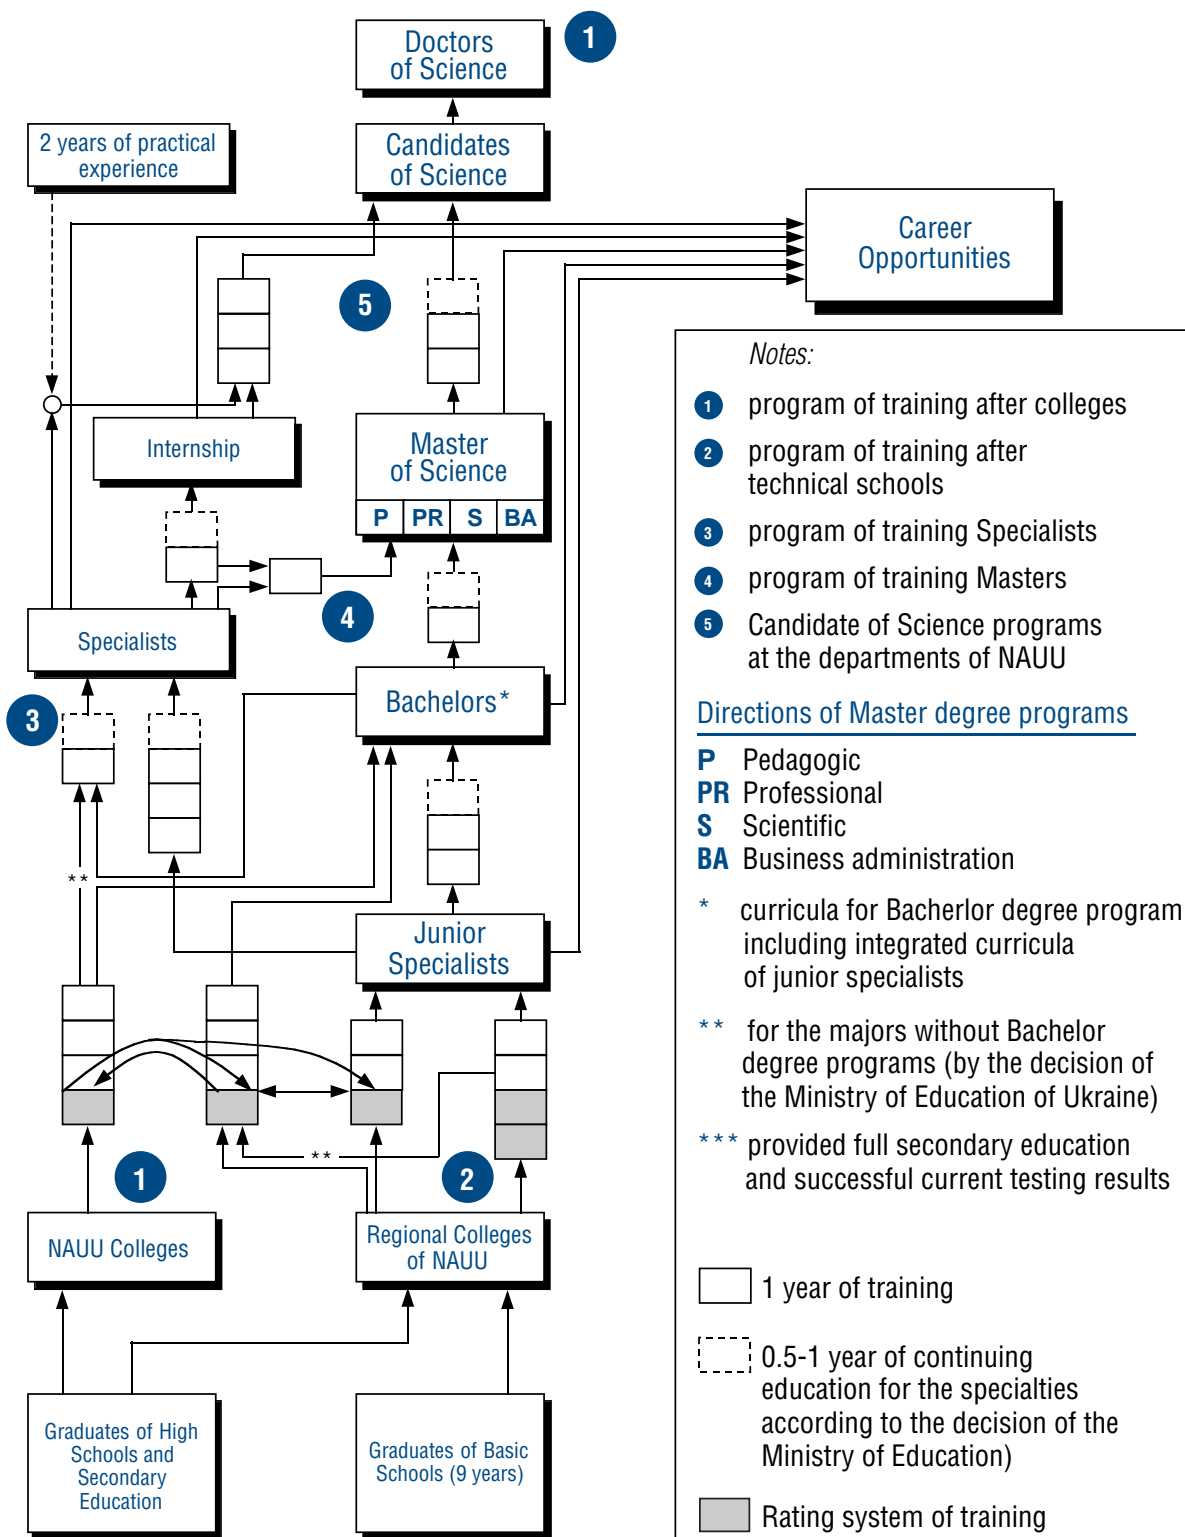 Doctors
of Science
1
2 years of practical
experience
Candidates
of Science
Career
Opportunities
5
Internship
Master
of Science
P PR S BA
4
Specialists
3
Bachelors*
**
Junior
Specialists
**
1
2
NAUU Colleges
Regional Colleges
of NAUU
Graduates of High
Schools and
Secondary
Education
Graduates of Basic
Schools (9 years)
Notes:
1 program of training after colleges
2 program of training after
technical schools
3 program of training Specialists
4 program of training Masters
5 Candidate of Science programs
at the departments of NAUU
Directions of Master degree programs
P Pedagogic
PR Professional
S Scientific
BA Business administration
* curricula for Bacherlor degree program
including integrated curricula
of junior specialists
** for the majors without Bachelor
degree programs (by the decision of
the Ministry of Education of Ukraine)
*** provided full secondary education
and successful current testing results
1 year of training
0.5-1 year of continuing
education for the specialties
according to the decision of the
Ministry of Education)
Rating system of training